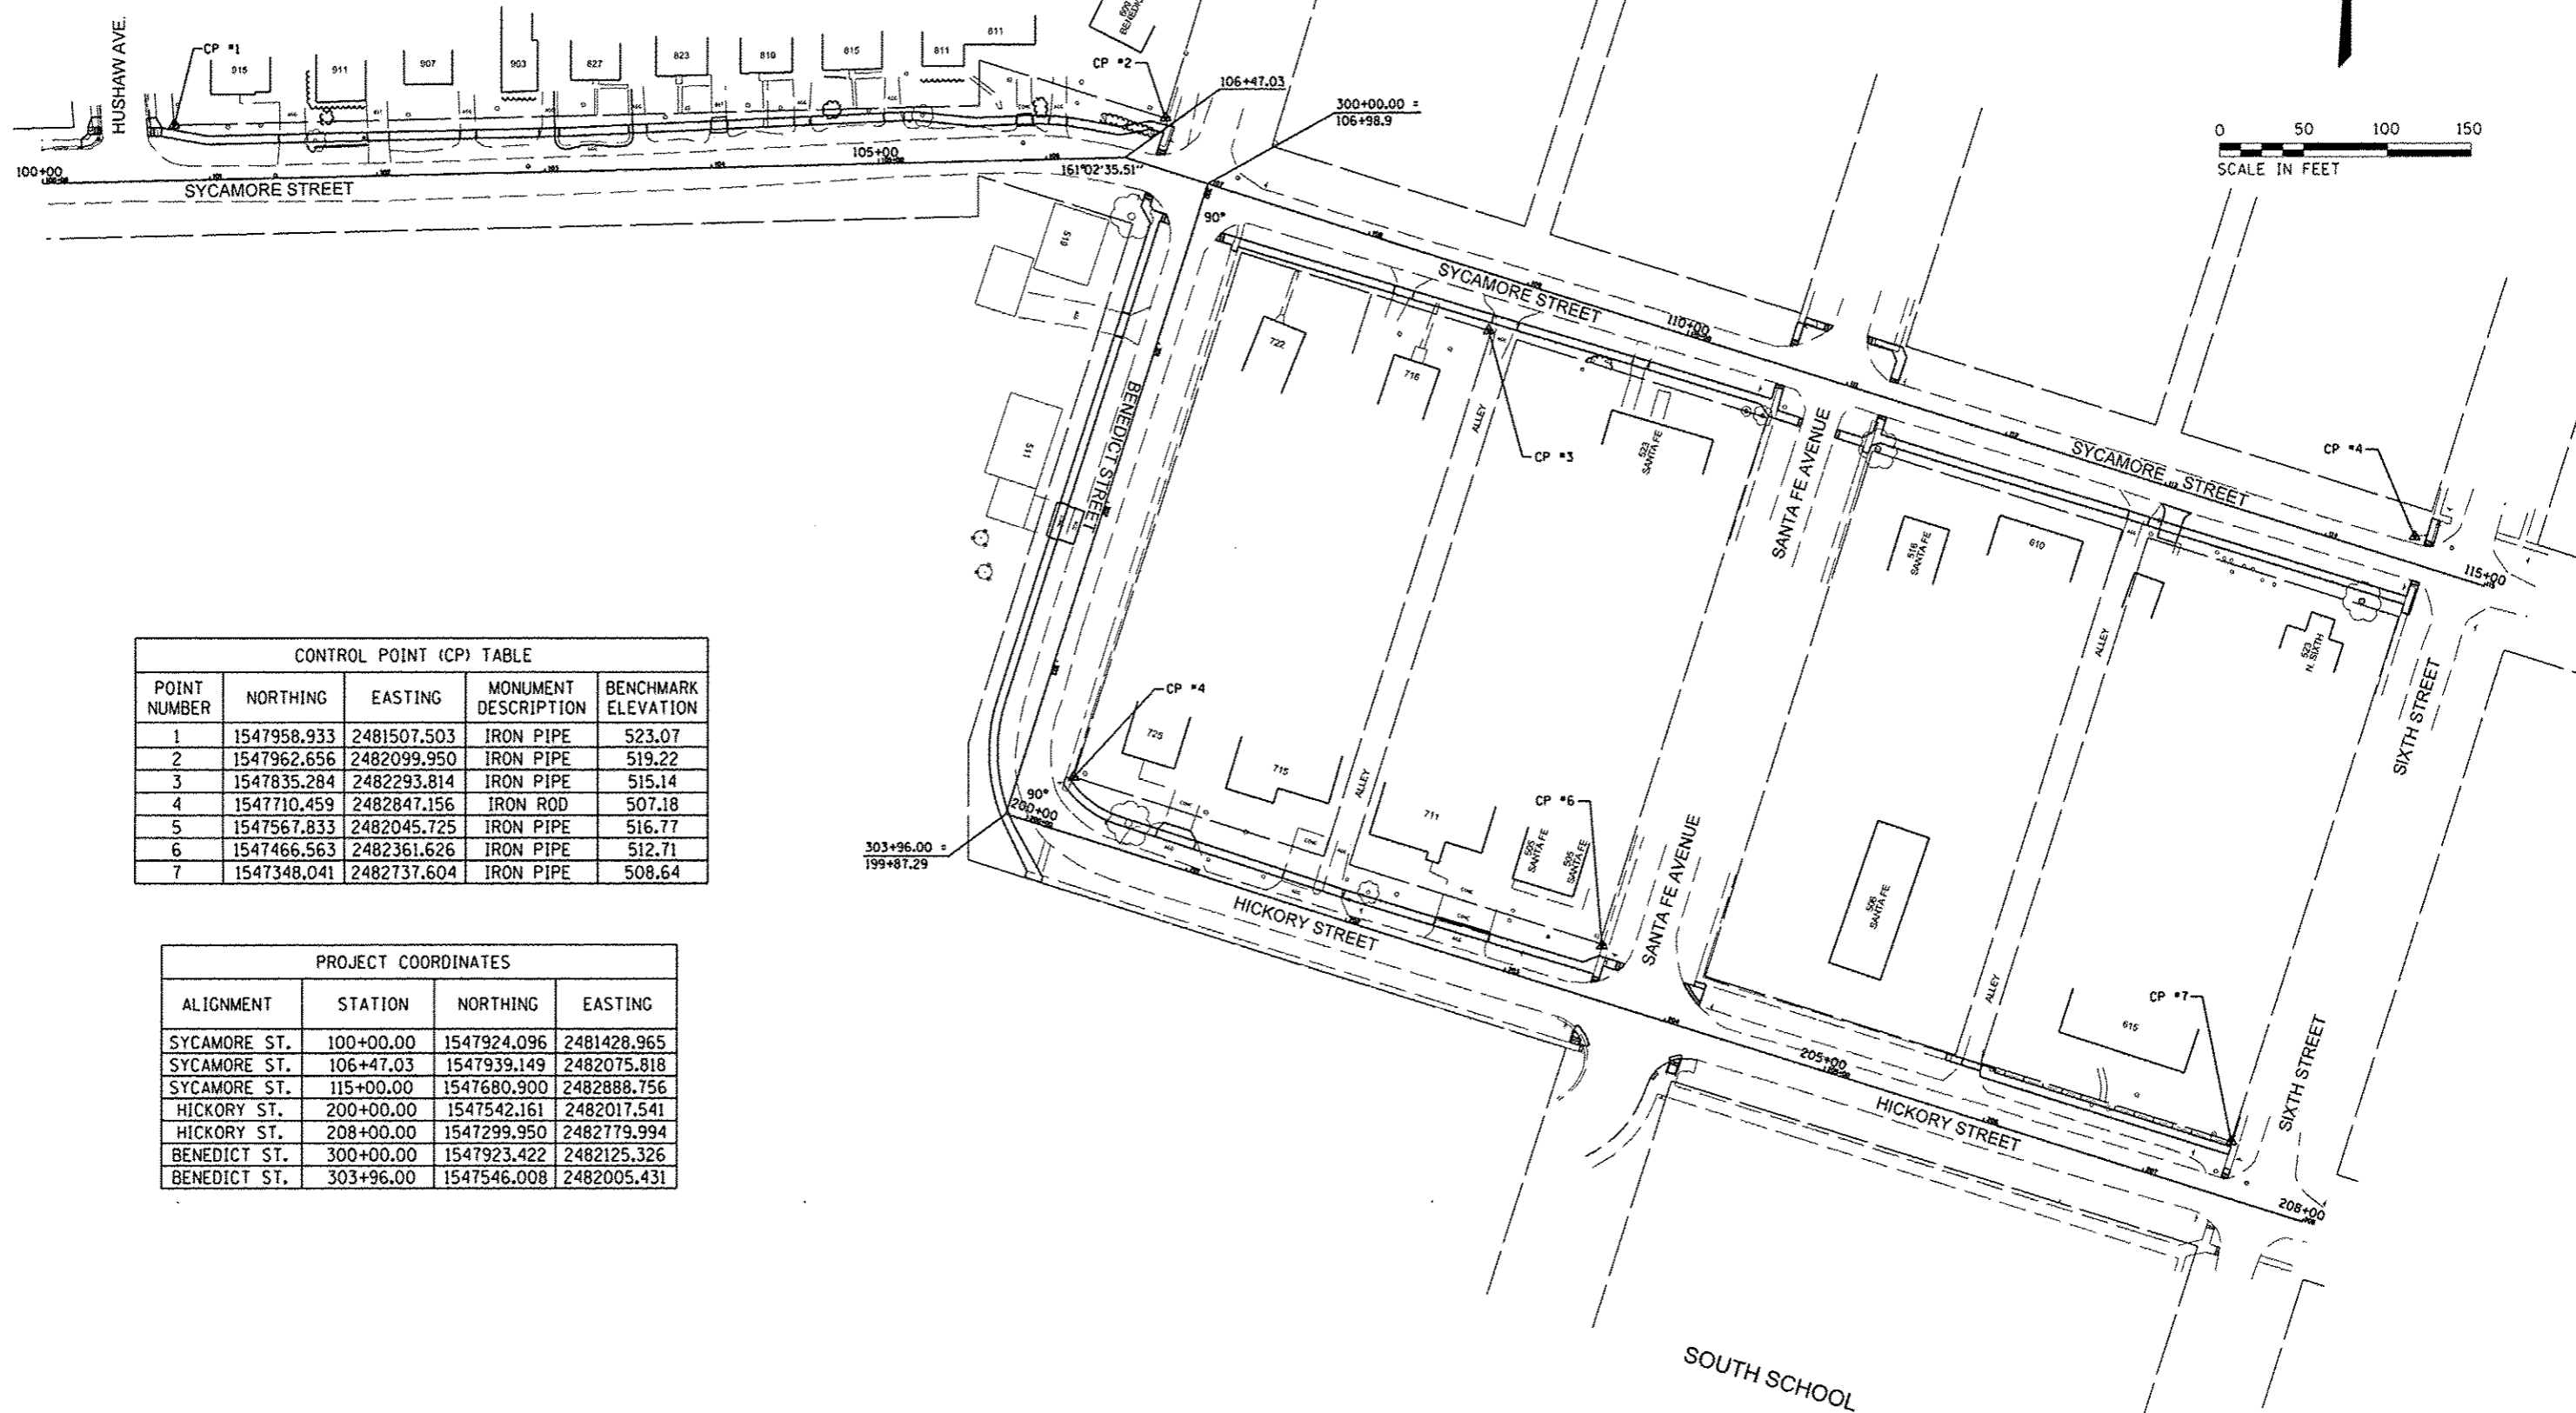 HUSHAW AVE.
CP #1
915
911
907
903
827
823
819
815
811
811
CP #2
106+47.03
300+00.00 =
106+98.9
0 50 100 150
SCALE IN FEET
100+00
SYCAMORE STREET
105+00
161°02'35.51"
90°
519
SYCAMORE STREET
110+00
722
716
ALLEY
CP #3
523
SANTA FE
SANTA FE AVENUE
SYCAMORE STREET
CP #4
115+00
BENEDICT STREET
511
516
SANTA FE
610
ALLEY
523
N. SIXTH
SIXTH STREET
CONTROL POINT (CP) TABLE
POINT NUMBER NORTHING EASTING MONUMENT DESCRIPTION BENCHMARK ELEVATION
1 1547958.933 2481507.503 IRON PIPE 523.07
2 1547962.656 2482099.950 IRON PIPE 519.22
3 1547835.284 2482293.814 IRON PIPE 515.14
4 1547710.459 2482847.156 IRON ROD 507.18
5 1547567.833 2482045.725 IRON PIPE 516.77
6 1547466.563 2482361.626 IRON PIPE 512.71
7 1547348.041 2482737.604 IRON PIPE 508.64
CP #4
725
715
ALLEY
711
CP #6
505
SANTA FE
505
SANTA FE
SANTA FE AVENUE
506
SANTA FE
90°
200+00
303+96.00 =
199+87.29
HICKORY STREET
ALLEY
CP #7
615
SIXTH STREET
205+00
HICKORY STREET
208+00
PROJECT COORDINATES
ALIGNMENT STATION NORTHING EASTING
SYCAMORE ST. 100+00.00 1547924.096 2481428.965
SYCAMORE ST. 106+47.03 1547939.149 2482075.818
SYCAMORE ST. 115+00.00 1547680.900 2482888.756
HICKORY ST. 200+00.00 1547542.161 2482017.541
HICKORY ST. 208+00.00 1547299.950 2482779.994
BENEDICT ST. 300+00.00 1547923.422 2482125.326
BENEDICT ST. 303+96.00 1547546.008 2482005.431
SOUTH SCHOOL